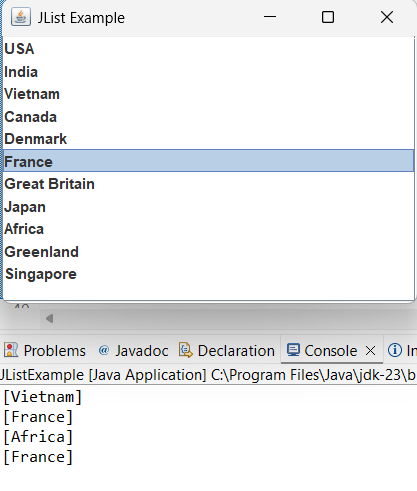 JList Example
USA
India
Vietnam
Canada
Denmark
France
Great Britain
Japan
Africa
Greenland
Singapore
Problems @ Javadoc Declaration Console In
JListExample [Java Application] C:\Program Files\Java\jdk-23\b
[Vietnam]
[France]
[Africa]
[France]